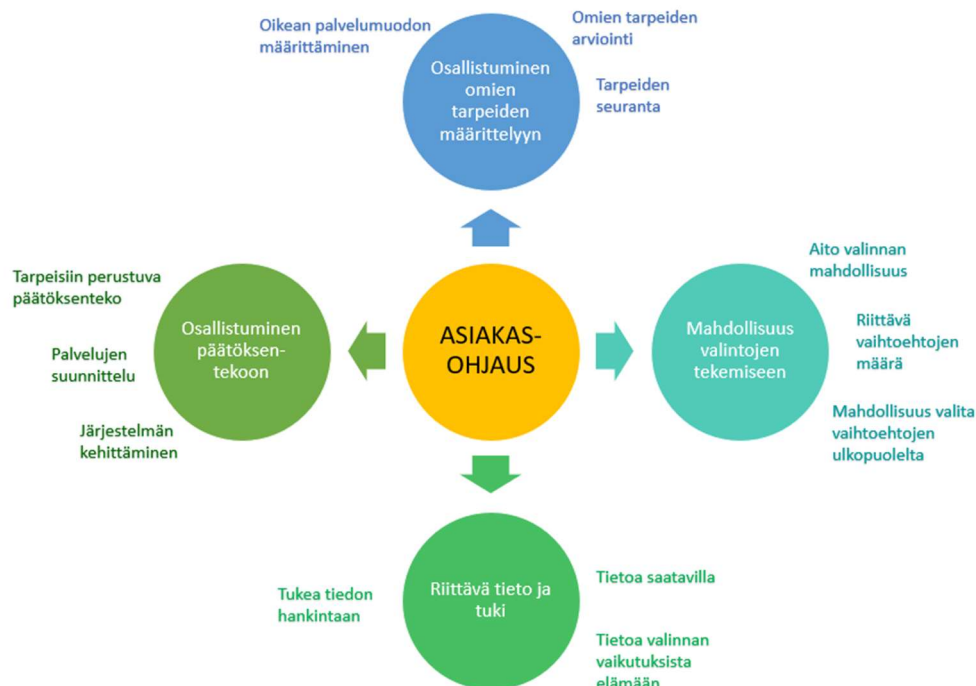 Oikean palvelumuodon
määrittäminen
Omien tarpeiden
arviointi
Osallistuminen
omien
tarpeiden
määrittelyyn
Tarpeiden
seuranta
Tarpeisiin perustuva
päätöksenteko
Palvelujen
suunnittelu
Järjestelmän
kehittäminen
Osallistuminen
päätöksen-
tekoon
ASIAKAS-
OHJAUS
Mahdollisuus
valintojen
tekemiseen
Aito valinnan
mahdollisuus
Riittävä
vaihtoehtojen
määrä
Mahdollisuus valita
vaihtoehtojen
ulkopuolelta
Tukea tiedon
hankintaan
Riittävä tieto ja
tuki
Tietoa saatavilla
Tietoa valinnan
vaikutuksista
elämään